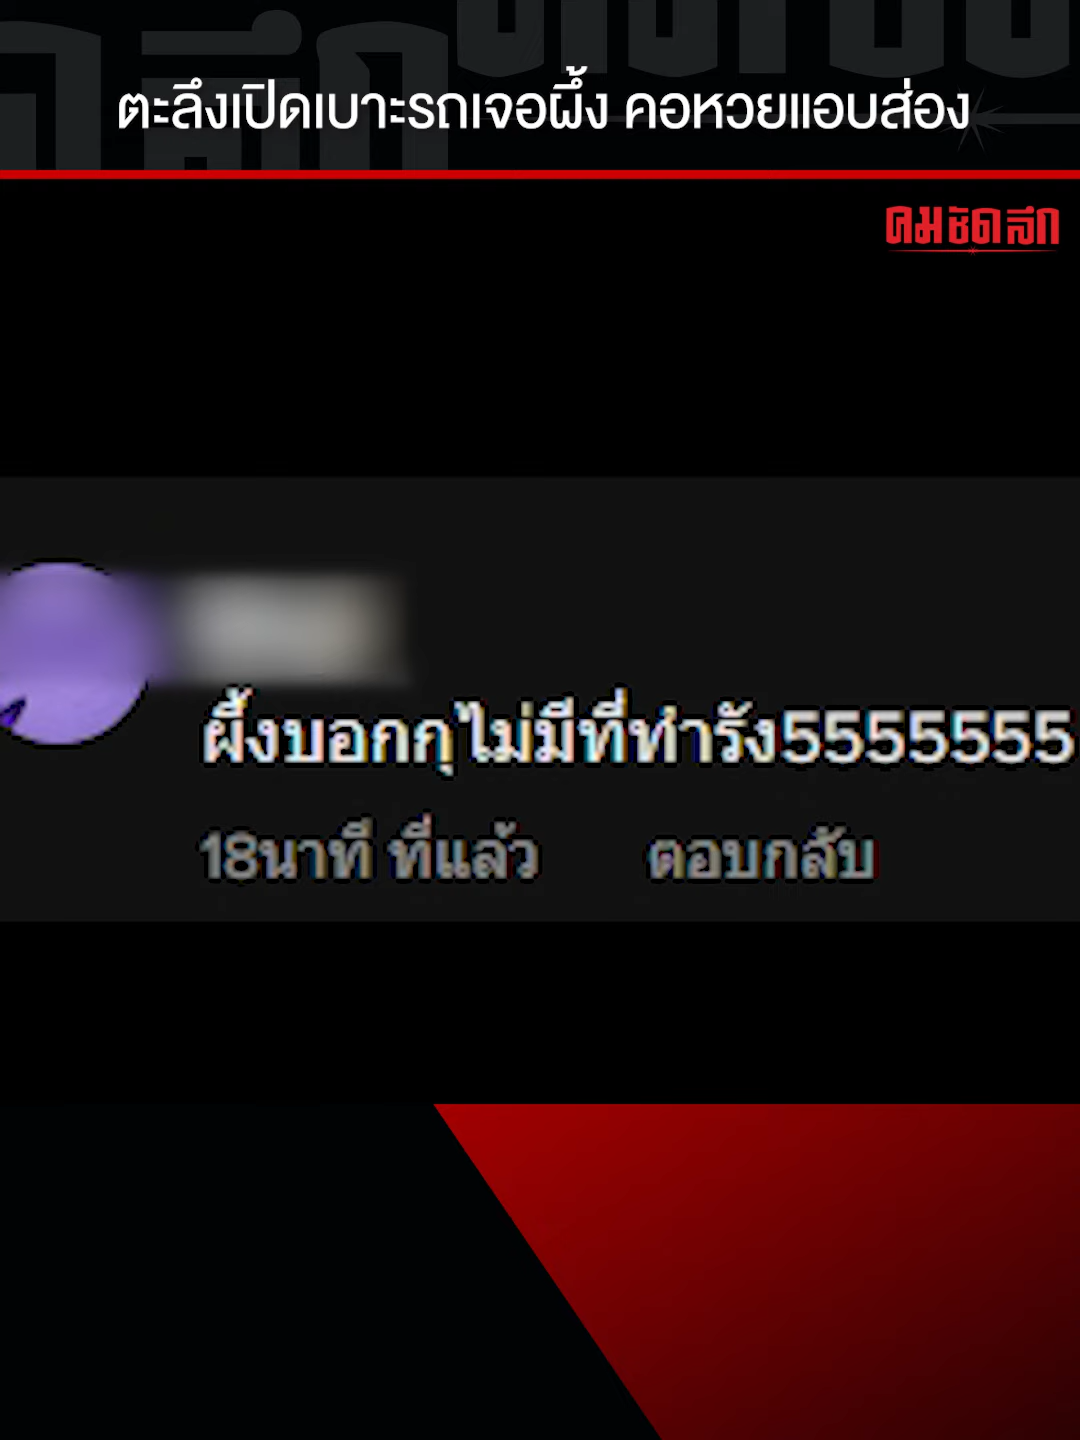 ตะลึงเปิดเบาะรถเจอผึ้ง คอหวยแอบส่อง
คมชัดลึก
ผึ้งบอกกุไม่มีที่ทำรัง5555555
18นาที ที่แล้ว ตอบกลับ